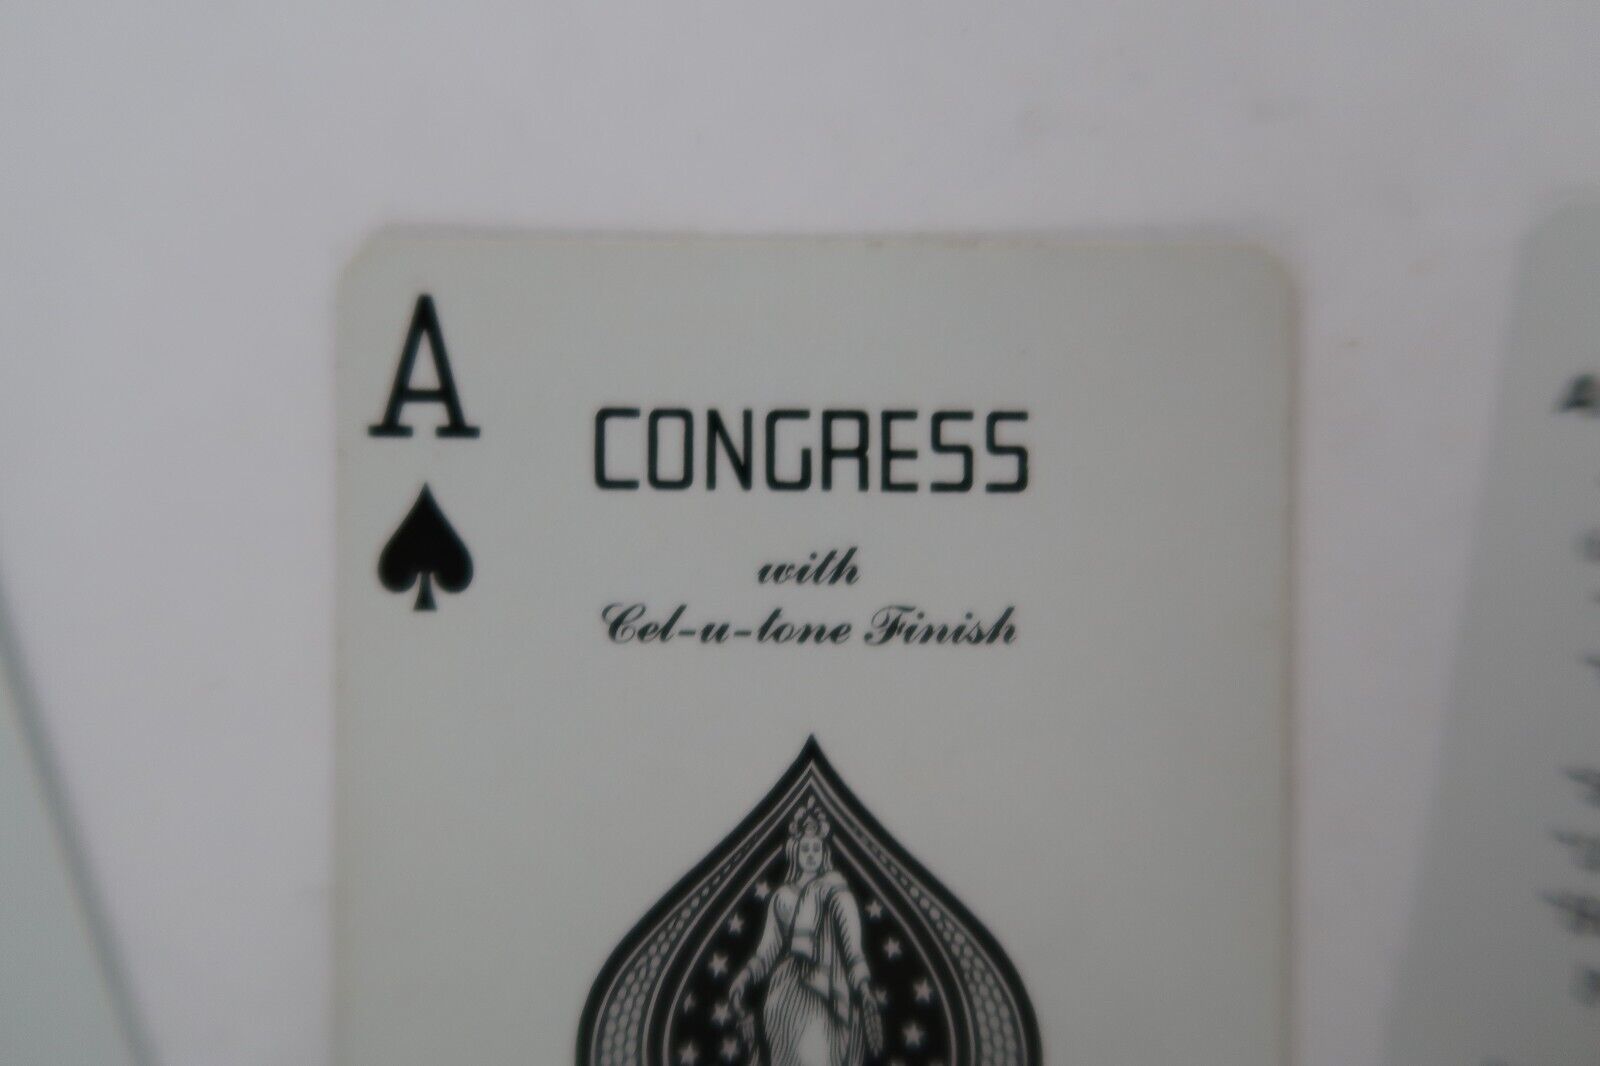 A
CONGRESS
with
Cel-u-tone Finish